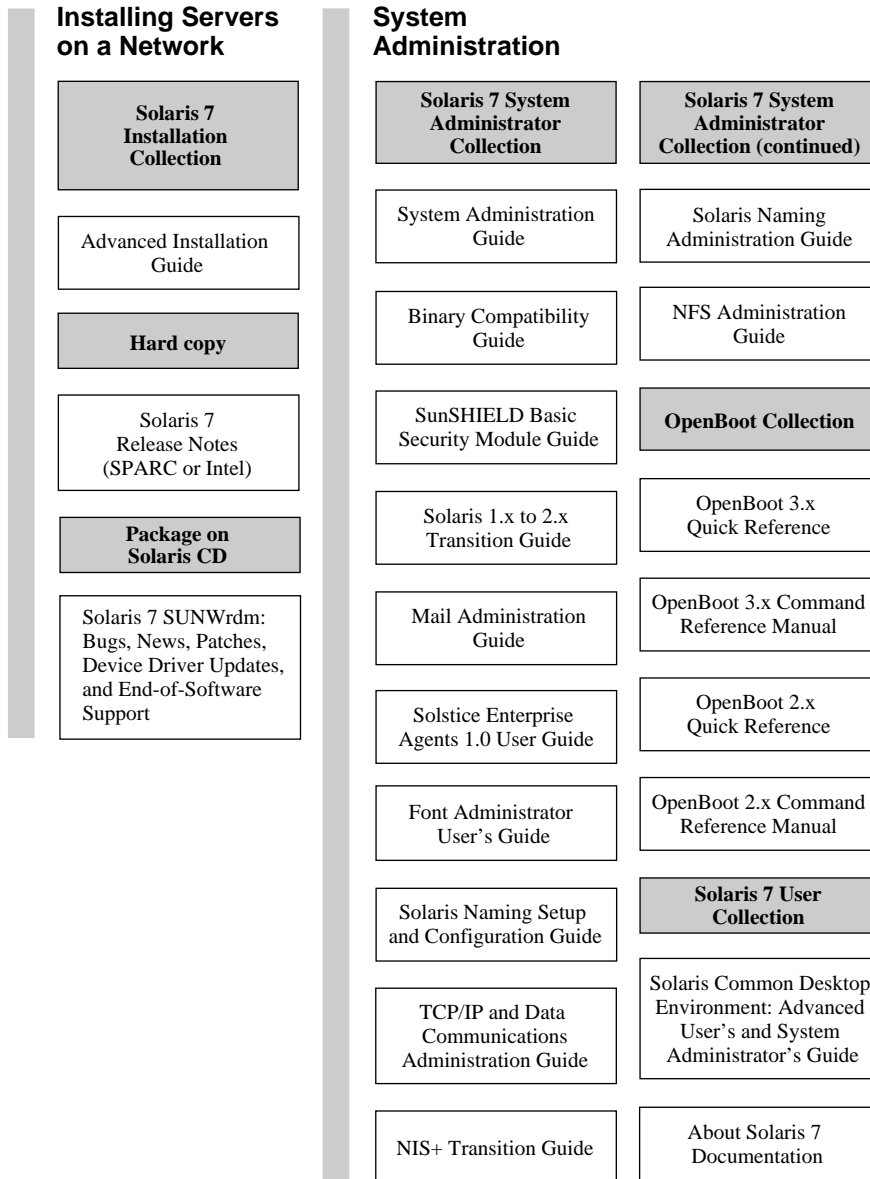 Installing Servers
on a Network
Solaris 7
Installation
Collection
Advanced Installation
Guide
Hard copy
Solaris 7
Release Notes
(SPARC or Intel)
Package on
Solaris CD
Solaris 7 SUNWrdm:
Bugs, News, Patches,
Device Driver Updates,
and End-of-Software
Support
System
Administration
Solaris 7 System
Administrator
Collection
System Administration
Guide
Binary Compatibility
Guide
SunSHIELD Basic
Security Module Guide
Solaris 1.x to 2.x
Transition Guide
Mail Administration
Guide
Solstice Enterprise
Agents 1.0 User Guide
Font Administrator
User's Guide
Solaris Naming Setup
and Configuration Guide
TCP/IP and Data
Communications
Administration Guide
NIS+ Transition Guide
Solaris 7 System
Administrator
Collection (continued)
Solaris Naming
Administration Guide
NFS Administration
Guide
OpenBoot Collection
OpenBoot 3.x
Quick Reference
OpenBoot 3.x Command
Reference Manual
OpenBoot 2.x
Quick Reference
OpenBoot 2.x Command
Reference Manual
Solaris 7 User
Collection
Solaris Common Desktop
Environment: Advanced
User's and System
Administrator’s Guide
About Solaris 7
Documentation